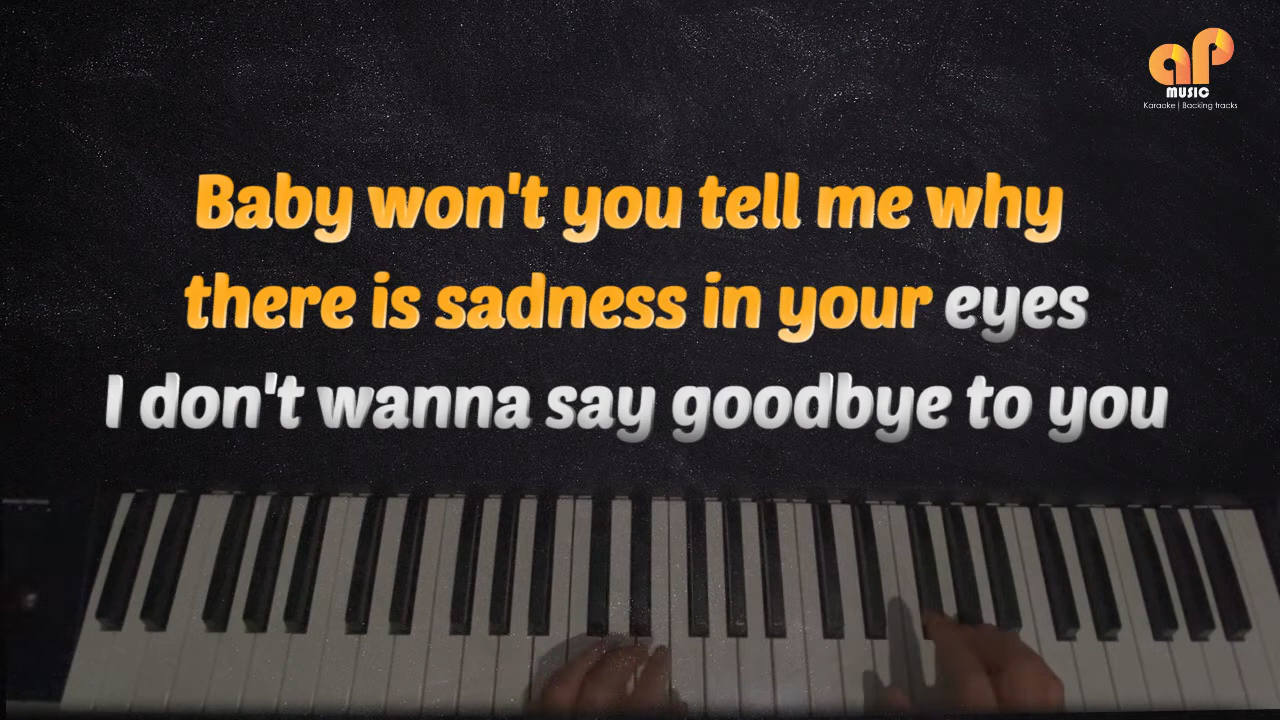 aP
MUSIC
Karaoke | Backing tracks
Baby won't you tell me why
there is sadness in your eyes
I don't wanna say goodbye to you